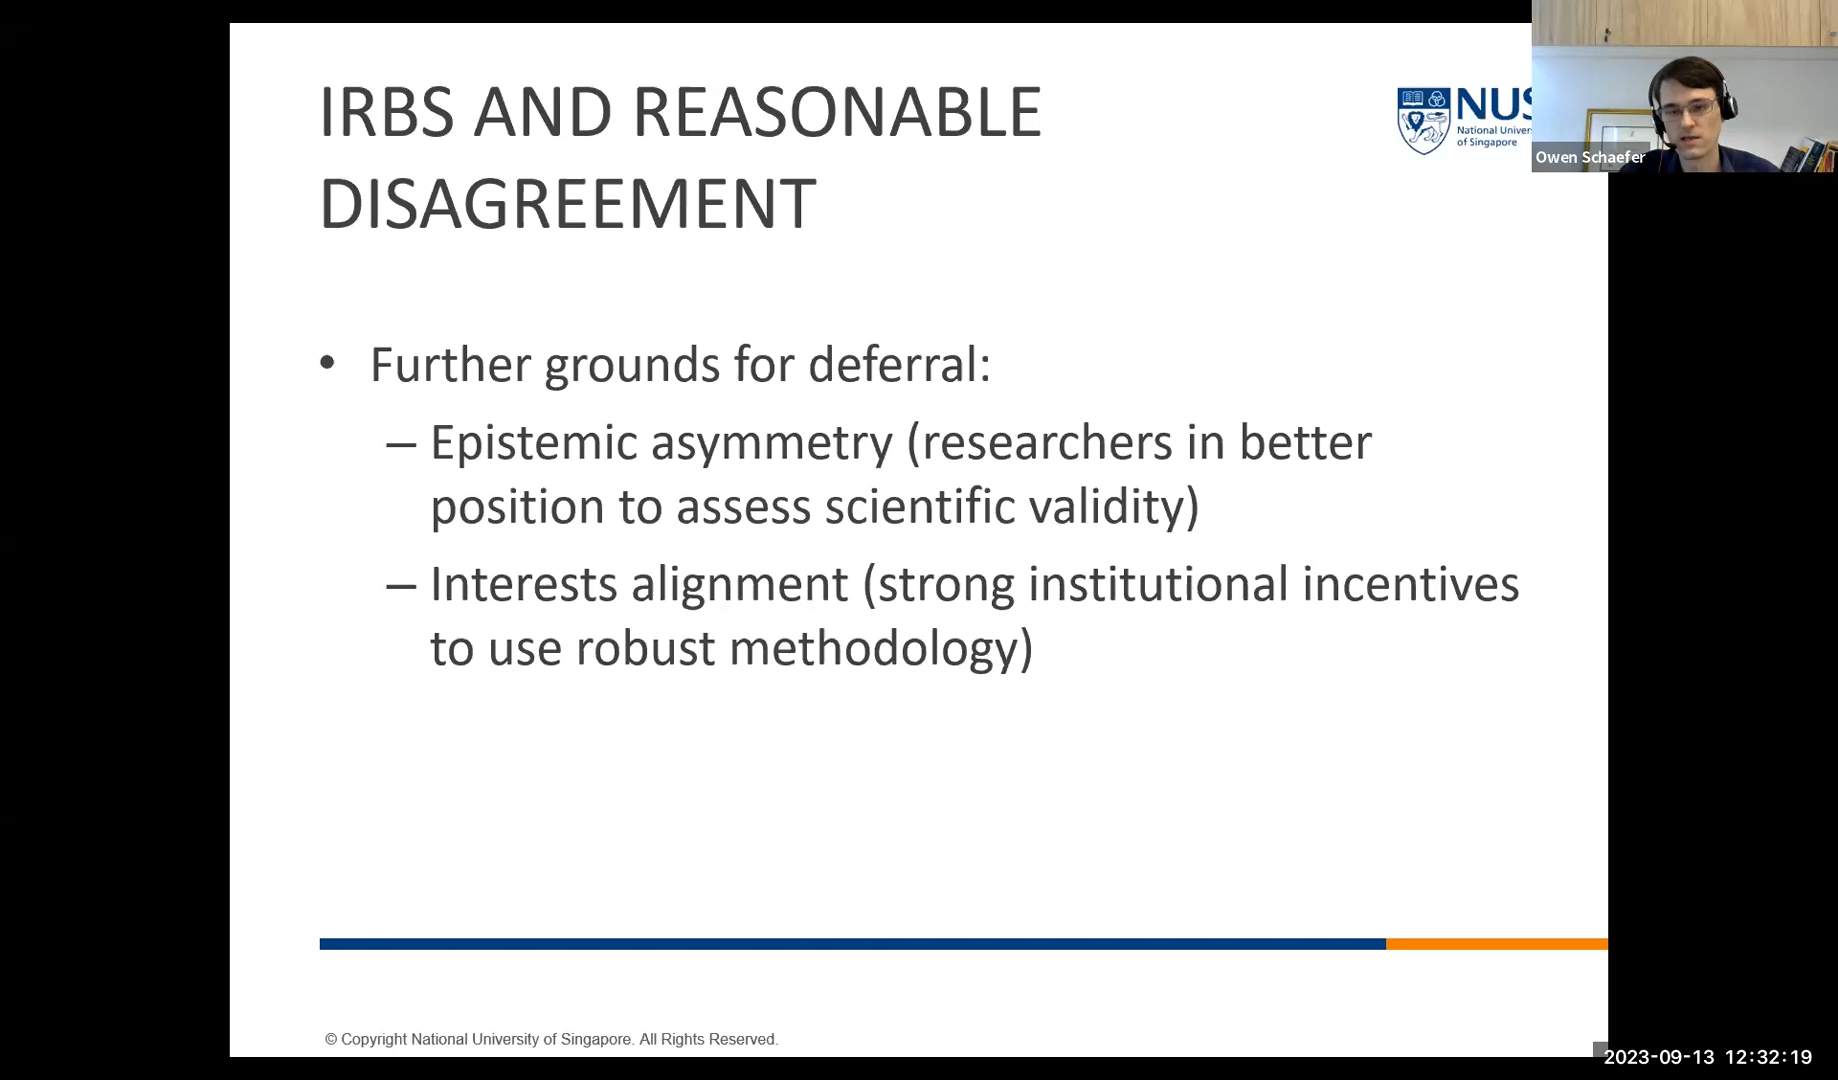 IRBS AND REASONABLE
DISAGREEMENT
NUS
National Univer
of Singapore
Owen Schaefer
• Further grounds for deferral:
– Epistemic asymmetry (researchers in better
position to assess scientific validity)
– Interests alignment (strong institutional incentives
to use robust methodology)
© Copyright National University of Singapore. All Rights Reserved.
2023-09-13 12:32:19